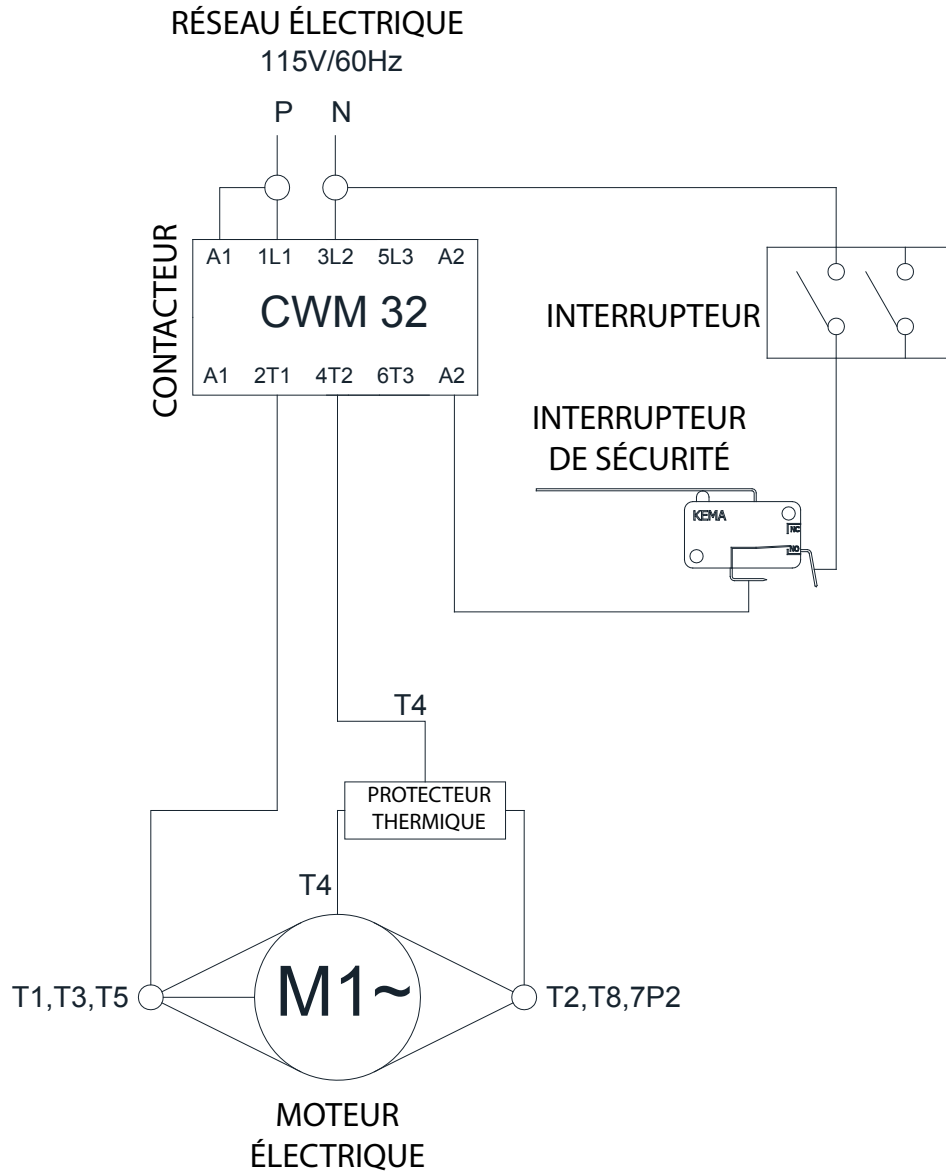 RÉSEAU ÉLECTRIQUE
115V/60Hz
P N
CONTACTEUR
A1 1L1 3L2 5L3 A2
CWM 32
A1 2T1 4T2 6T3 A2
INTERRUPTEUR
INTERRUPTEUR
DE SÉCURITÉ
KEMA
NC
NO
T4
PROTECTEUR
THERMIQUE
T4
M1~
T1,T3,T5
T2,T8,7P2
MOTEUR
ÉLECTRIQUE